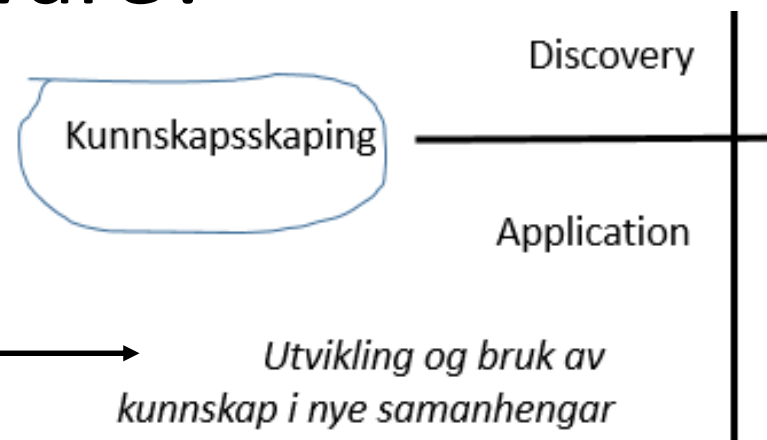 Discovery
Kunnskapsskaping
Application
Utvikling og bruk av
kunnskap i nye samanhengar